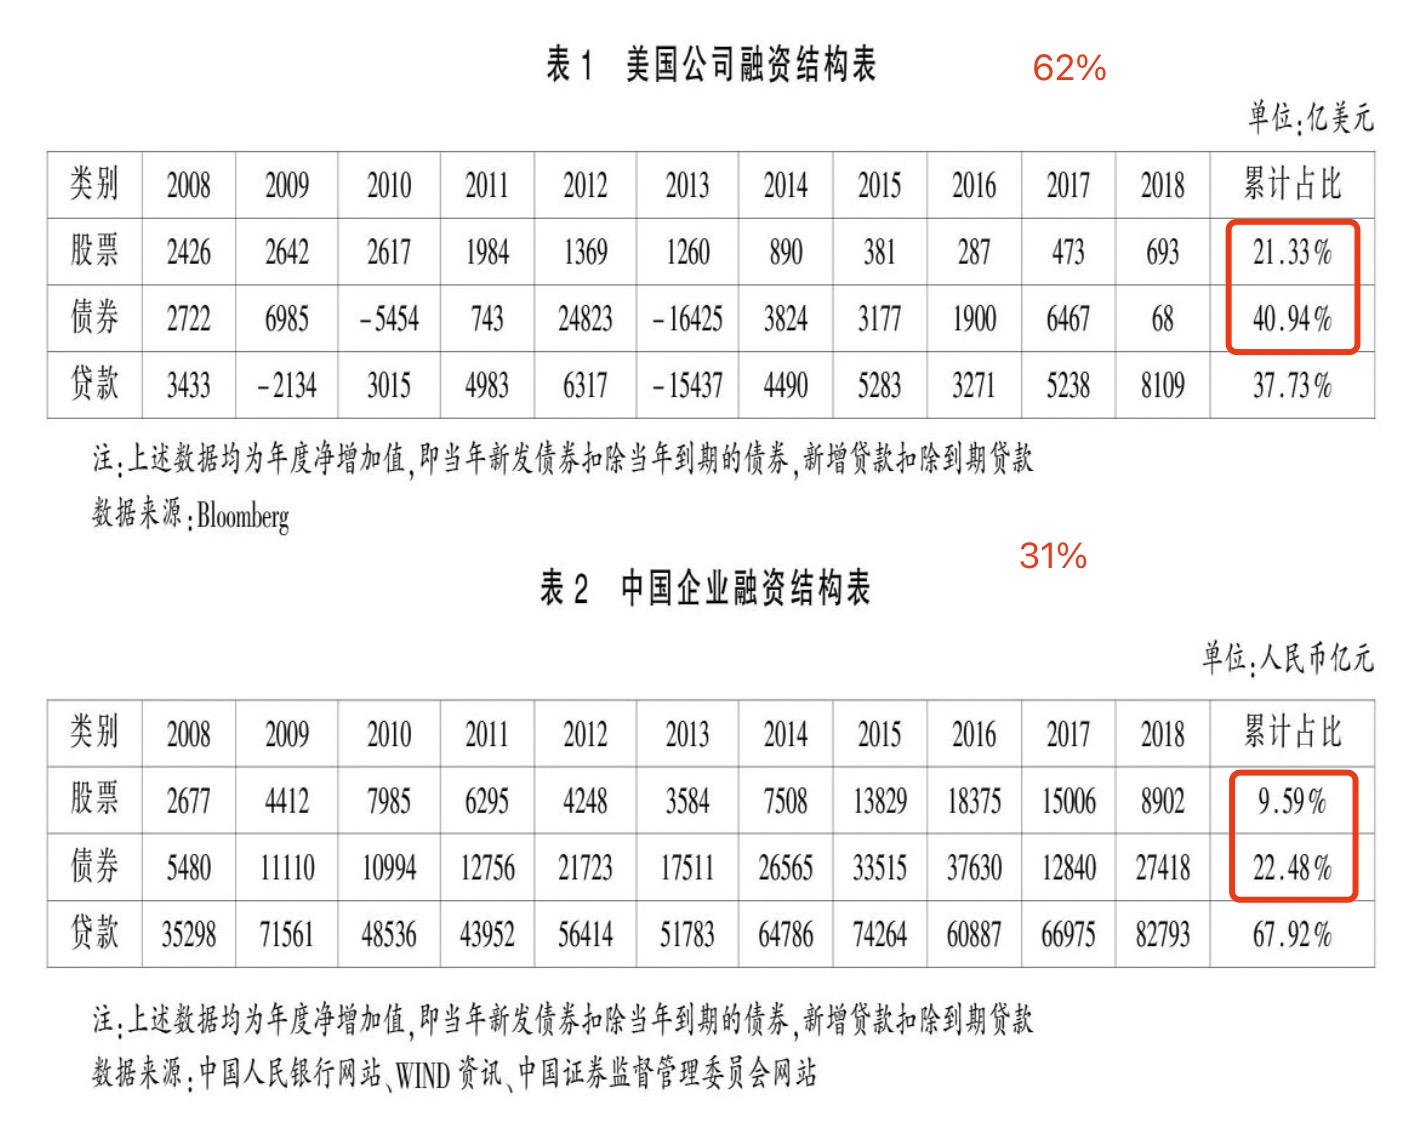 表 1 美国公司融资结构表 62%
单位:亿美元
类别 2008 2009 2010 2011 2012 2013 2014 2015 2016 2017 2018 累计占比
股票 2426 2642 2617 1984 1369 1260 890 381 287 473 693 21.33%
债券 2722 6985 -5454 743 24823 -16425 3824 3177 1900 6467 68 40.94%
贷款 3433 -2134 3015 4983 6317 -15437 4490 5283 3271 5238 8109 37.73%
注:上述数据均为年度净增加值,即当年新发债券扣除当年到期的债券,新增贷款扣除到期贷款
数据来源:Bloomberg
31%
表 2 中国企业融资结构表
单位:人民币亿元
类别 2008 2009 2010 2011 2012 2013 2014 2015 2016 2017 2018 累计占比
股票 2677 4412 7985 6295 4248 3584 7508 13829 18375 15006 8902 9.59%
债券 5480 11110 10994 12756 21723 17511 26565 33515 37630 12840 27418 22.48%
贷款 35298 71561 48536 43952 56414 51783 64786 74264 60887 66975 82793 67.92%
注:上述数据均为年度净增加值,即当年新发债券扣除当年到期的债券,新增贷款扣除到期贷款
数据来源:中国人民银行网站、WIND 资讯、中国证券监督管理委员会网站